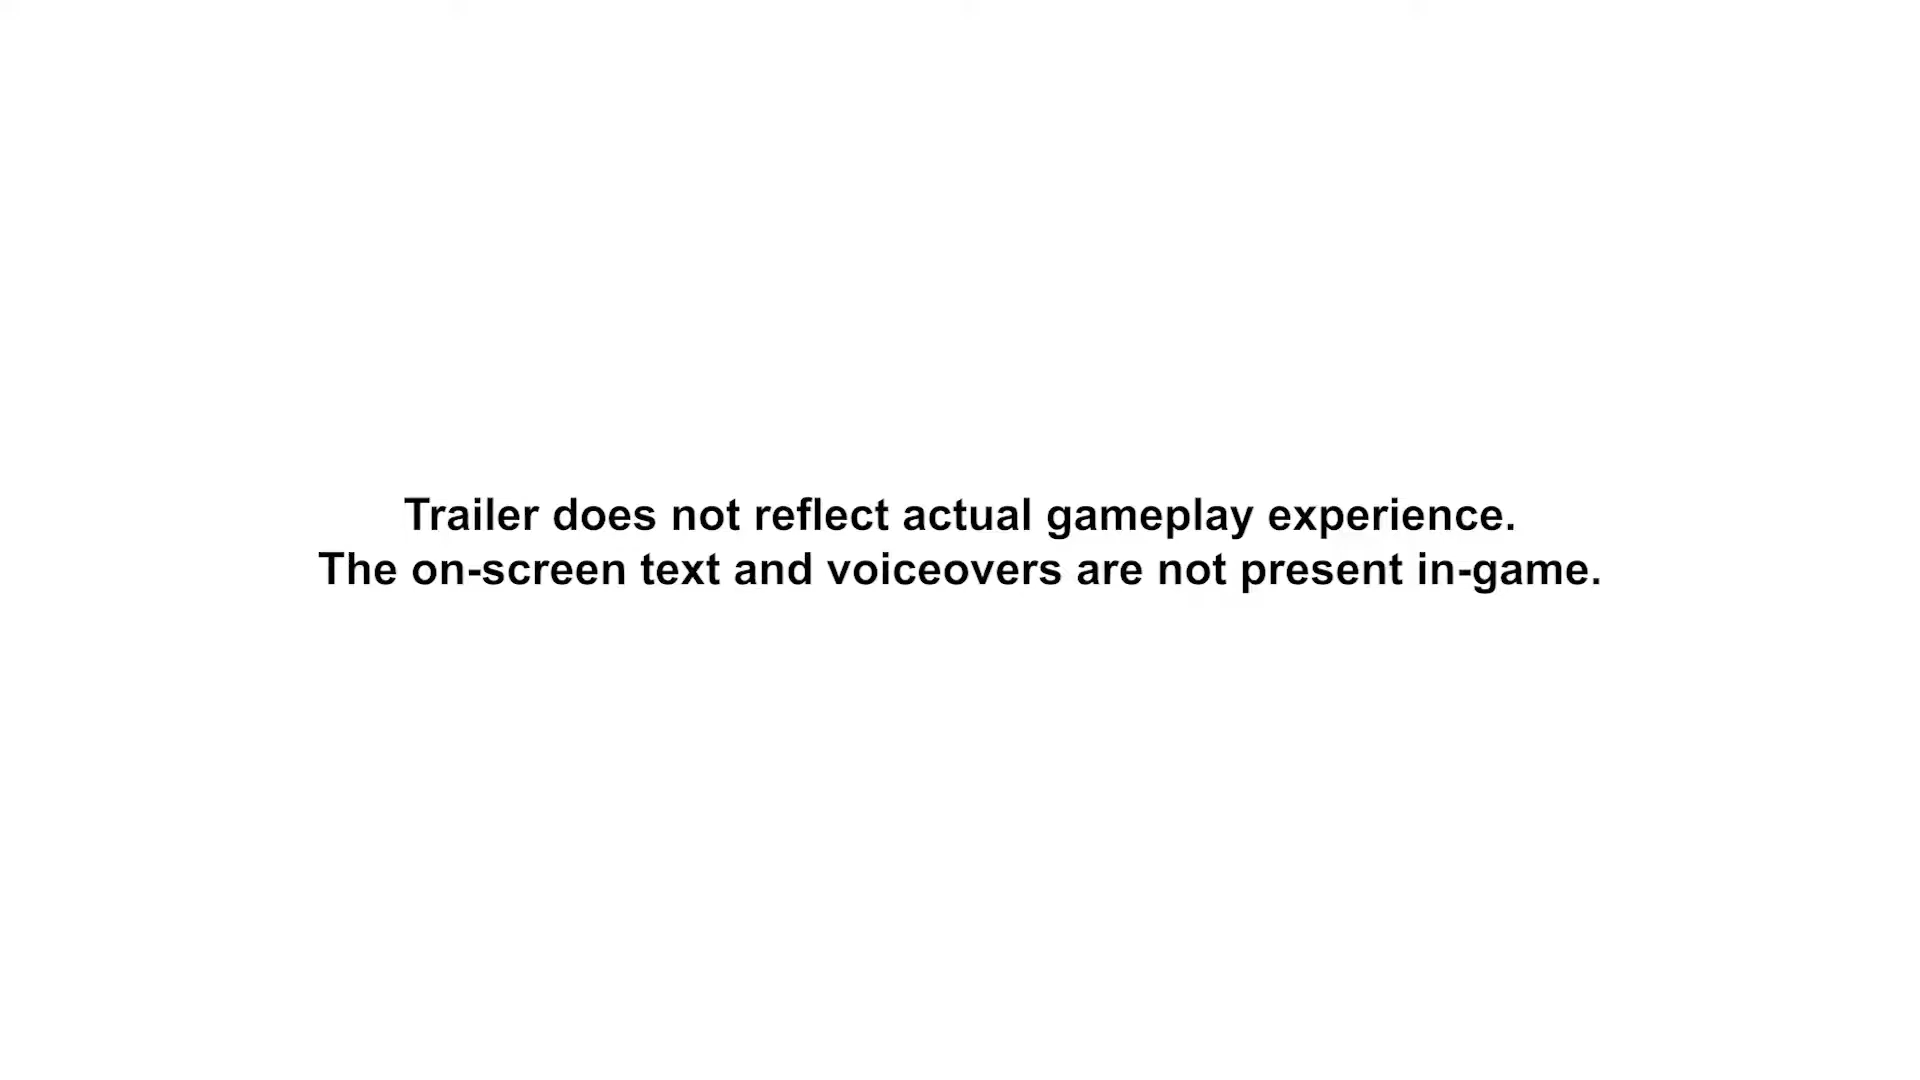 Trailer does not reflect actual gameplay experience.
The on-screen text and voiceovers are not present in-game.